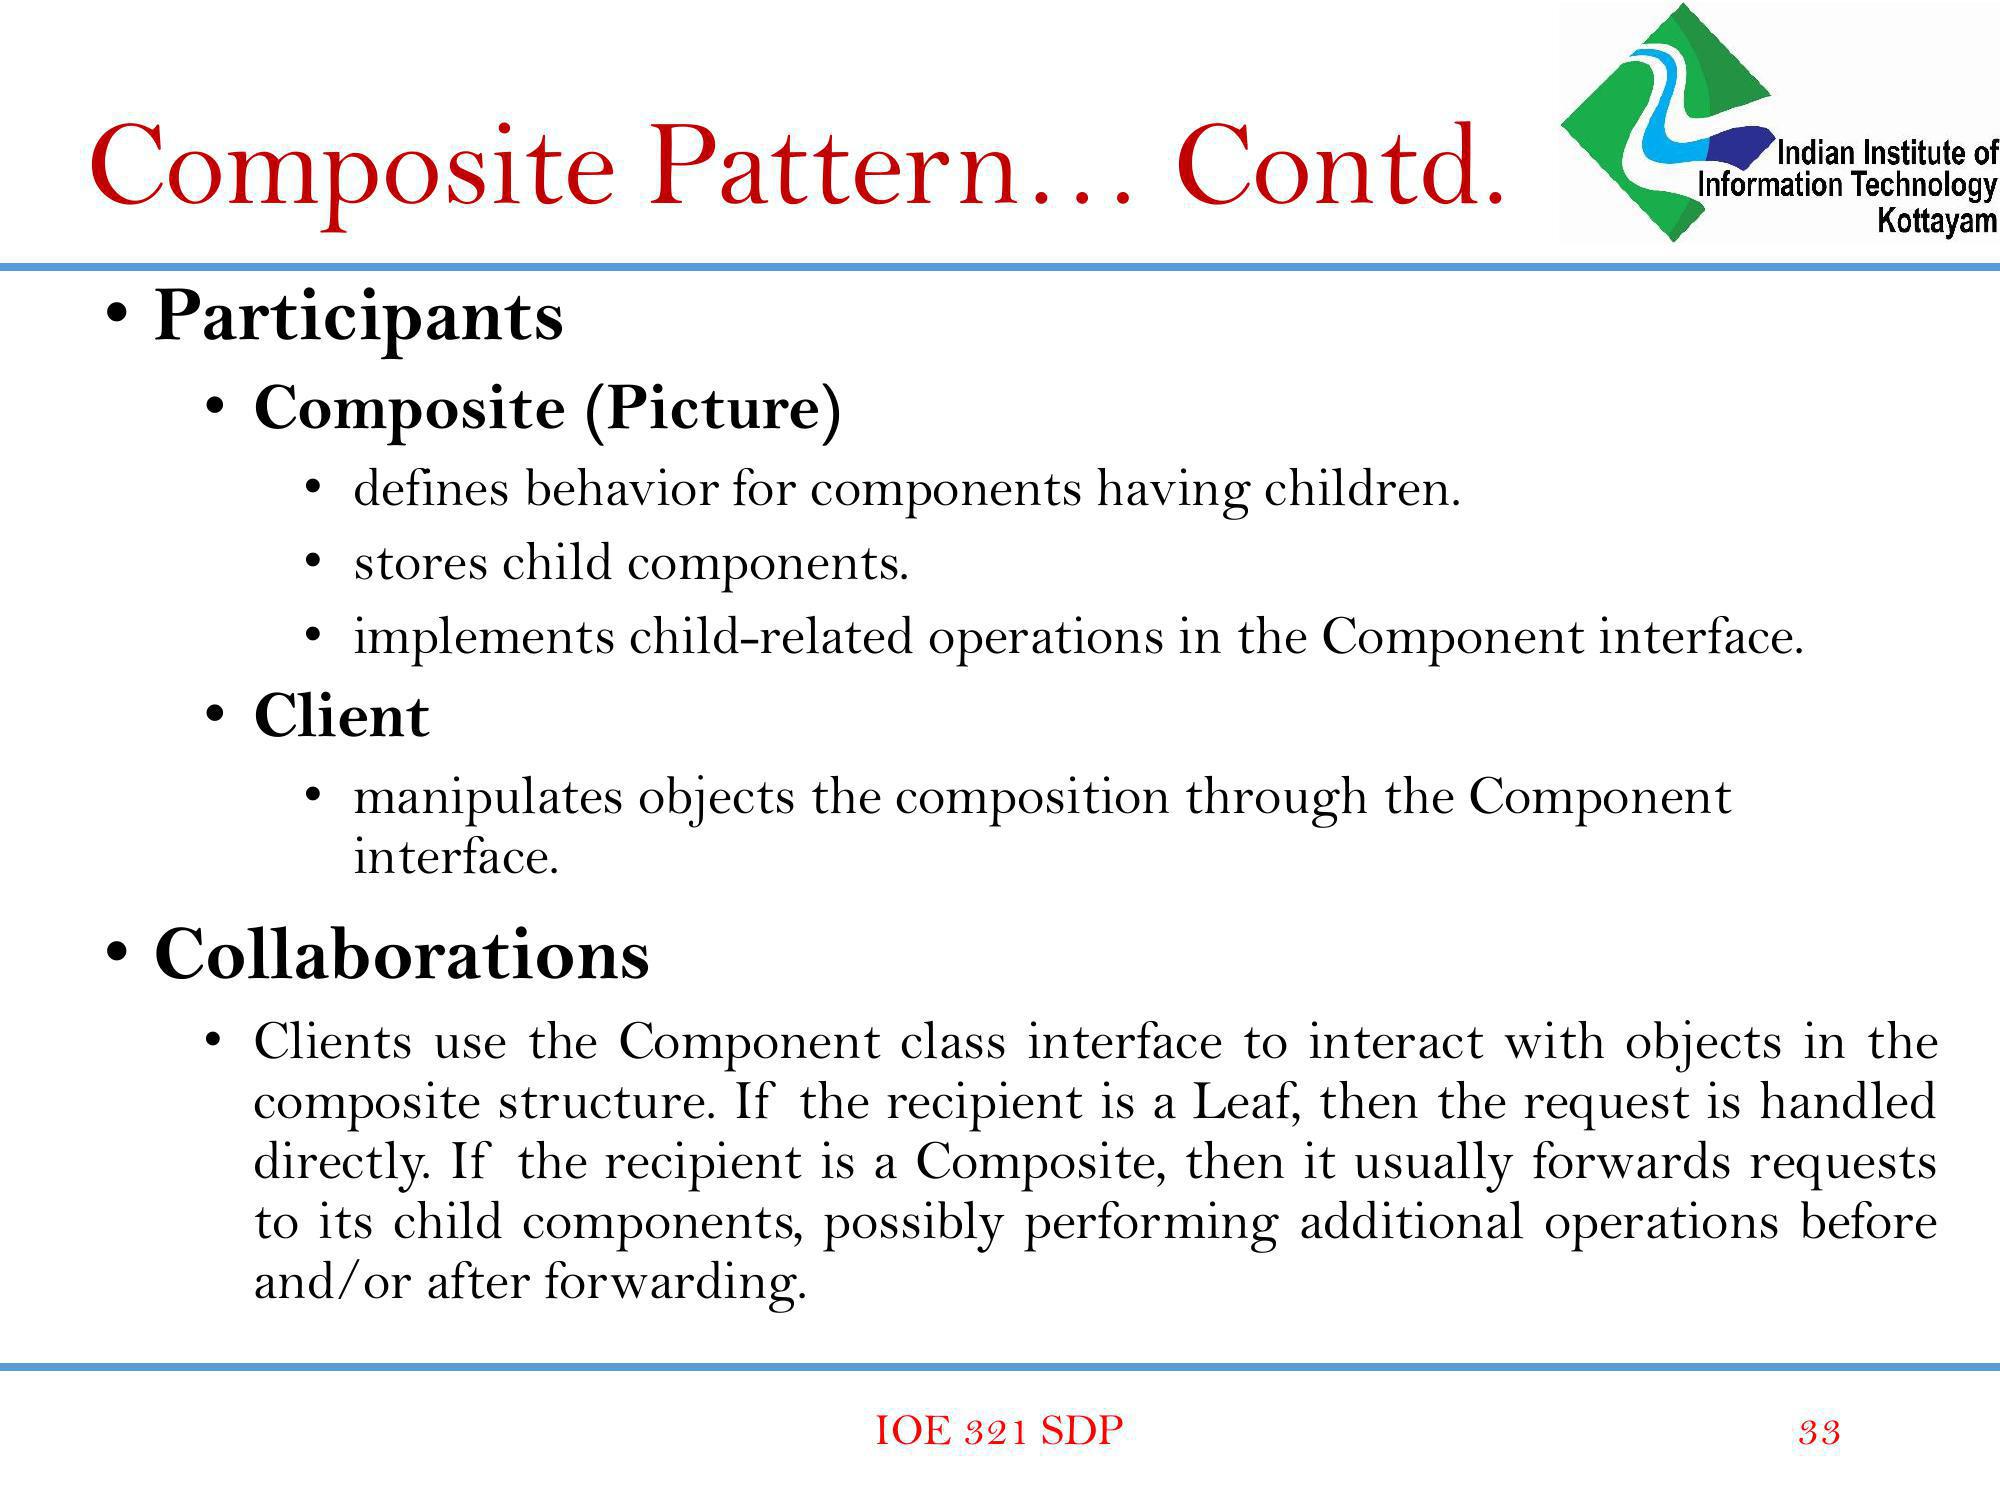 Composite Pattern… Contd.
Indian Institute of
Information Technology
Kottayam
• Participants
• Composite (Picture)
• defines behavior for components having children.
• stores child components.
• implements child-related operations in the Component interface.
• Client
• manipulates objects the composition through the Component
interface.
• Collaborations
• Clients use the Component class interface to interact with objects in the
composite structure. If the recipient is a Leaf, then the request is handled
directly. If the recipient is a Composite, then it usually forwards requests
to its child components, possibly performing additional operations before
and/or after forwarding.
IOE 321 SDP
33